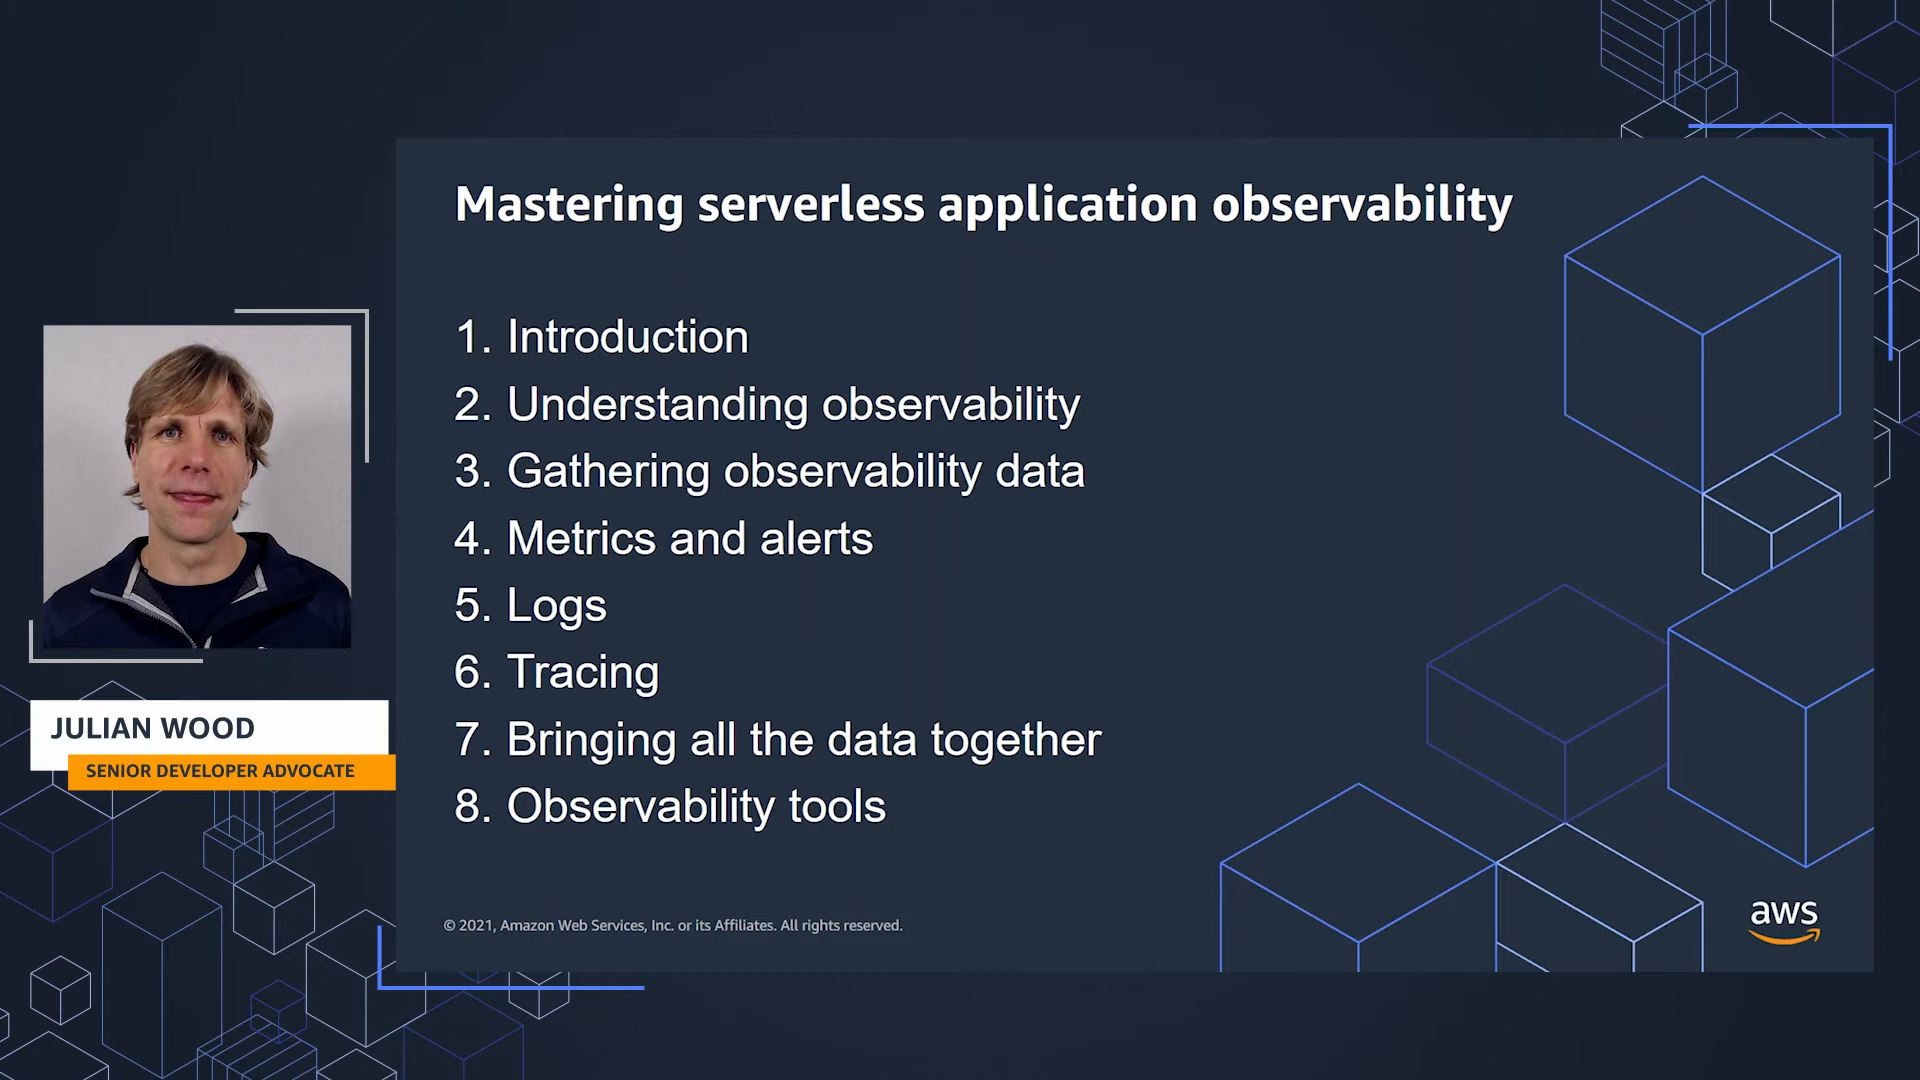 Mastering serverless application observability
1. Introduction
2. Understanding observability
3. Gathering observability data
4. Metrics and alerts
5. Logs
6. Tracing
7. Bringing all the data together
8. Observability tools
JULIAN WOOD
SENIOR DEVELOPER ADVOCATE
© 2021, Amazon Web Services, Inc. or its Affiliates. All rights reserved.
aws